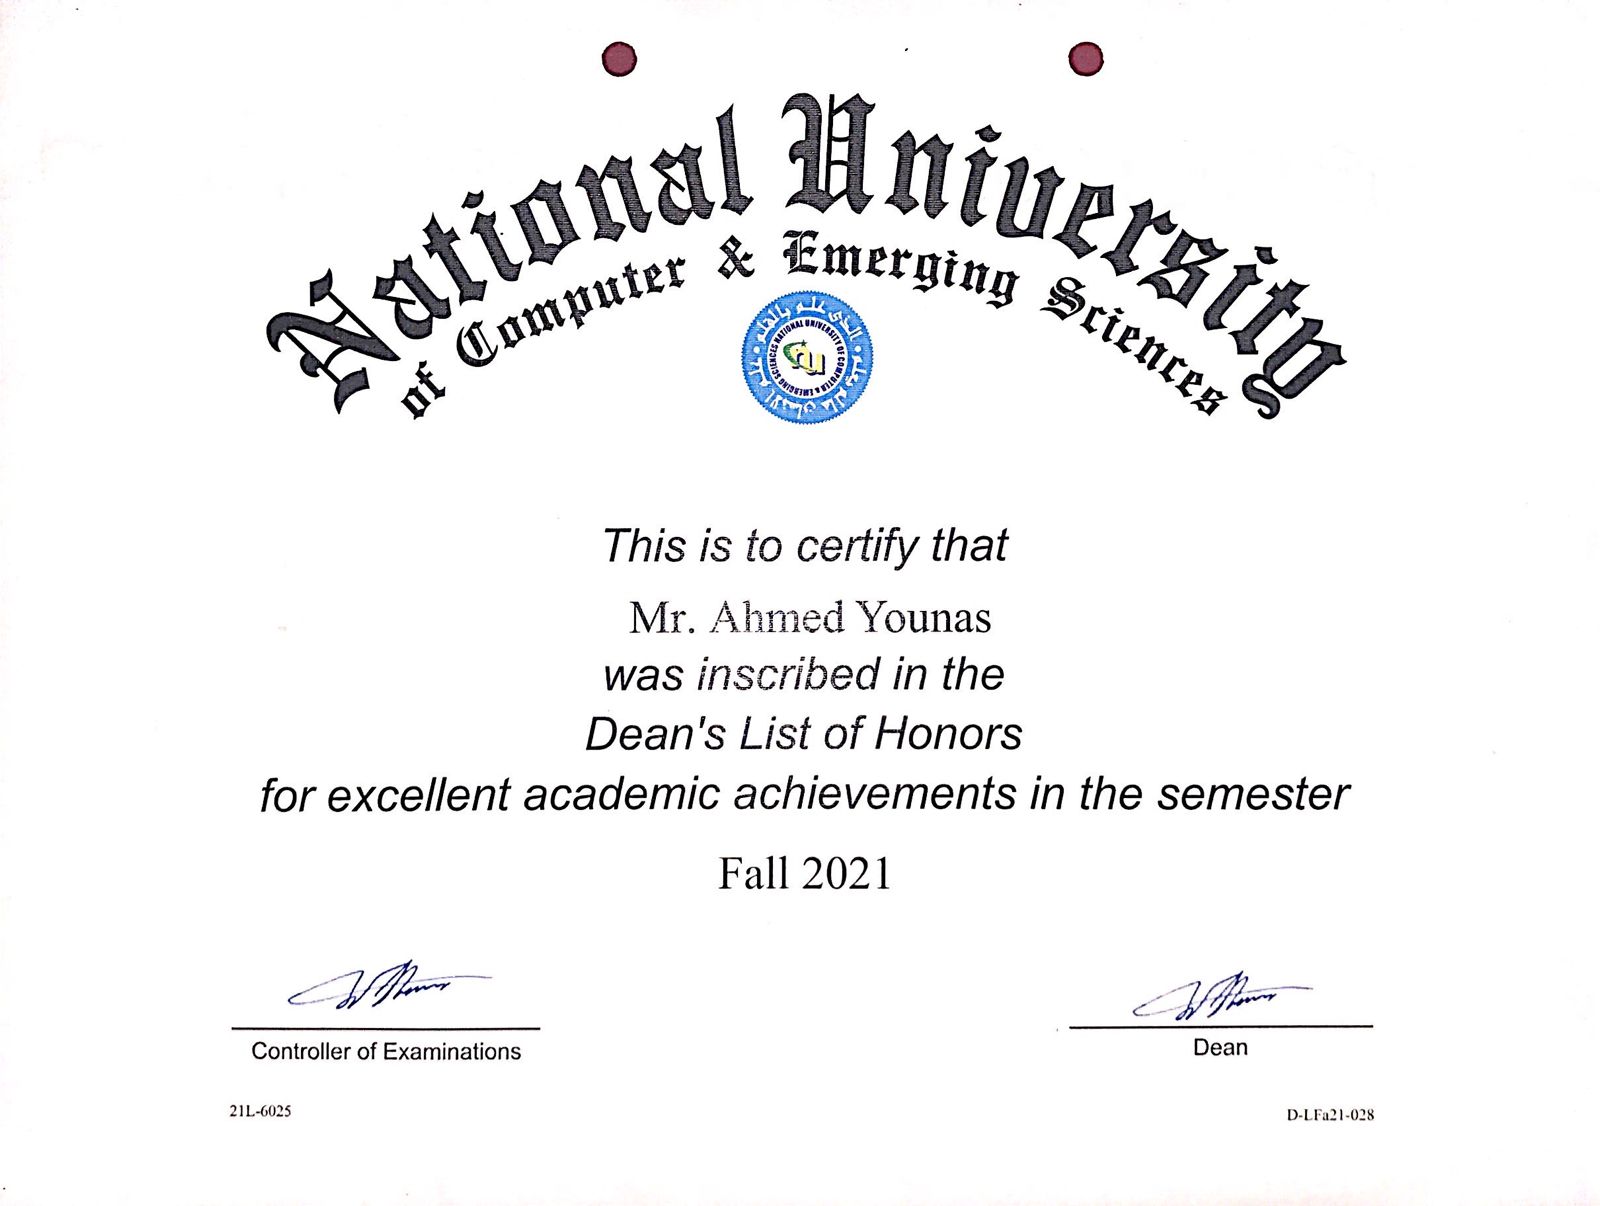 National University
of Computer & Emerging Sciences
NATIONAL UNIVERSITY OF COMPUTER & EMERGING SCIENCES
nu
This is to certify that
Mr. Ahmed Younas
was inscribed in the
Dean's List of Honors
for excellent academic achievements in the semester
Fall 2021
Controller of Examinations
Dean
21L-6025
D-LFa21-028